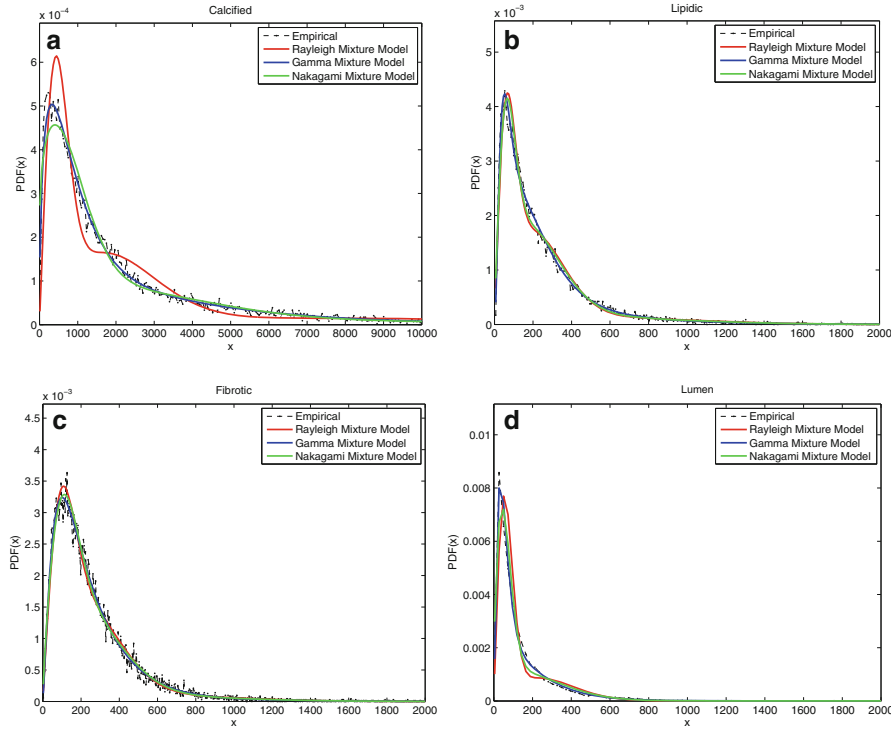 Calcified
x 10⁻⁴
a
Empirical
Rayleigh Mixture Model
Gamma Mixture Model
Nakagami Mixture Model
PDF(x)
6
5
4
3
2
1
0
0 1000 2000 3000 4000 5000 6000 7000 8000 9000 10000
x
Lipidic
x 10⁻³
b
Empirical
Rayleigh Mixture Model
Gamma Mixture Model
Nakagami Mixture Model
PDF(x)
5
4
3
2
1
0
0 200 400 600 800 1000 1200 1400 1600 1800 2000
x
Fibrotic
x 10⁻³
c
Empirical
Rayleigh Mixture Model
Gamma Mixture Model
Nakagami Mixture Model
PDF(x)
4.5
4
3.5
3
2.5
2
1.5
1
0.5
0
0 200 400 600 800 1000 1200 1400 1600 1800 2000
x
Lumen
d
Empirical
Rayleigh Mixture Model
Gamma Mixture Model
Nakagami Mixture Model
PDF(x)
0.01
0.008
0.006
0.004
0.002
0
0 200 400 600 800 1000 1200 1400 1600 1800 2000
x